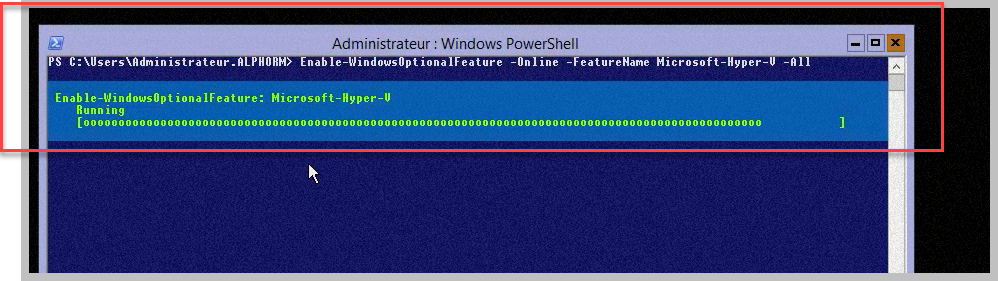 Administrateur : Windows PowerShell
PS C:\Users\Administrateur.ALPHORM> Enable-WindowsOptionalFeature -Online -FeatureName Microsoft-Hyper-V -All
Enable-WindowsOptionalFeature: Microsoft-Hyper-V
Running
[ooooooooooooooooooooooooooooooooooooooooooooooooooooooooooooooooooooooooooooooooooooooooooooooooo           ]